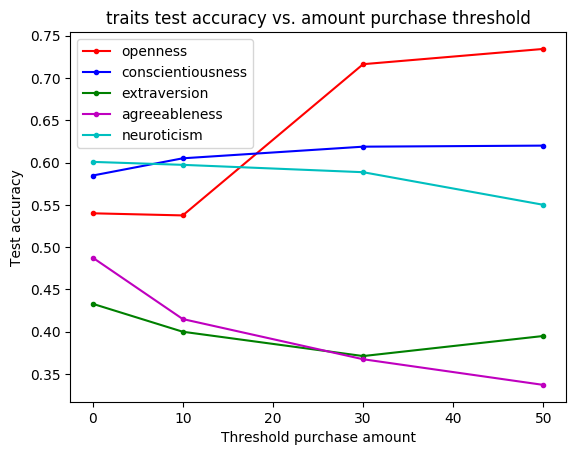 traits test accuracy vs. amount purchase threshold
openness
conscientiousness
extraversion
agreeableness
neuroticism
Test accuracy
0.75
0.70
0.65
0.60
0.55
0.50
0.45
0.40
0.35
0
10
20
30
40
50
Threshold purchase amount